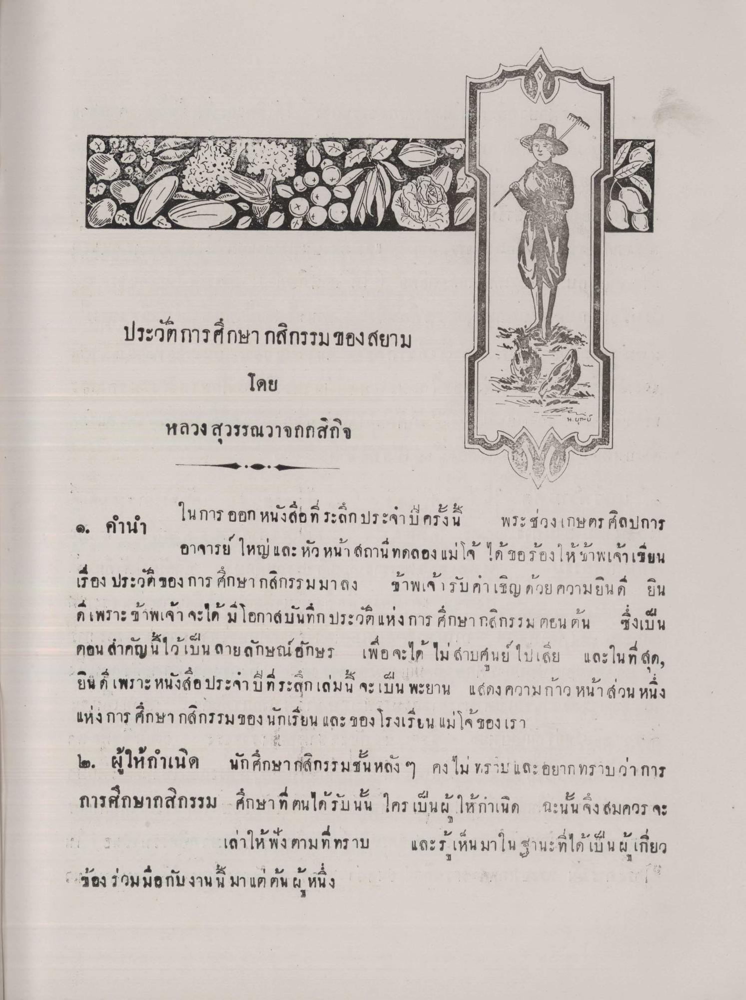 ประวัติการศึกษากสิกรรมของสยาม
โดย
หลวงสุวรรณวาจกกสิกิจ
น.บุณย์
๑. คำนำ
ในการออกหนังสือที่ระลึกประจำปีครั้งนี้ พระช่วงเกษตรศิลปการ
อาจารย์ใหญ่และหัวหน้าสถานีทดลองแม่โจ้ ได้ขอร้องให้ข้าพเจ้าเขียน
เรื่องประวัติของการศึกษากสิกรรมมาลง ข้าพเจ้ารับคำเชิญด้วยความยินดี ยิน
ดีเพราะข้าพเจ้าจะได้มีโอกาสบันทึกประวัติแห่งการศึกษากสิกรรมตอนต้น ซึ่งเป็น
ตอนสำคัญนี้ไว้เป็นลายลักษณ์อักษร เพื่อจะได้ไม่สาบศูนย์ไปเสีย และในที่สุด,
ยินดีเพราะหนังสือประจำปีที่ระลึกเล่มนี้จะเป็นพะยาน แสดงความก้าวหน้าส่วนหนึ่ง
แห่งการศึกษากสิกรรมของนักเรียนและของโรงเรียนแม่โจ้ของเรา
๒. ผู้ให้กำเนิด
การศึกษากสิกรรม
นักศึกษากสิกรรมชั้นหลังๆ คงไม่ทราบและอยากทราบว่าการ
ศึกษาที่ตนได้รับนั้น ใครเป็นผู้ให้กำเนิด ฉะนั้นจึงสมควรจะ
เล่าให้ฟังตามที่ทราบ และรู้เห็นมาในฐานะที่ได้เป็นผู้เกี่ยว
ข้องร่วมมือกับงานนี้มาแต่ต้นผู้หนึ่ง